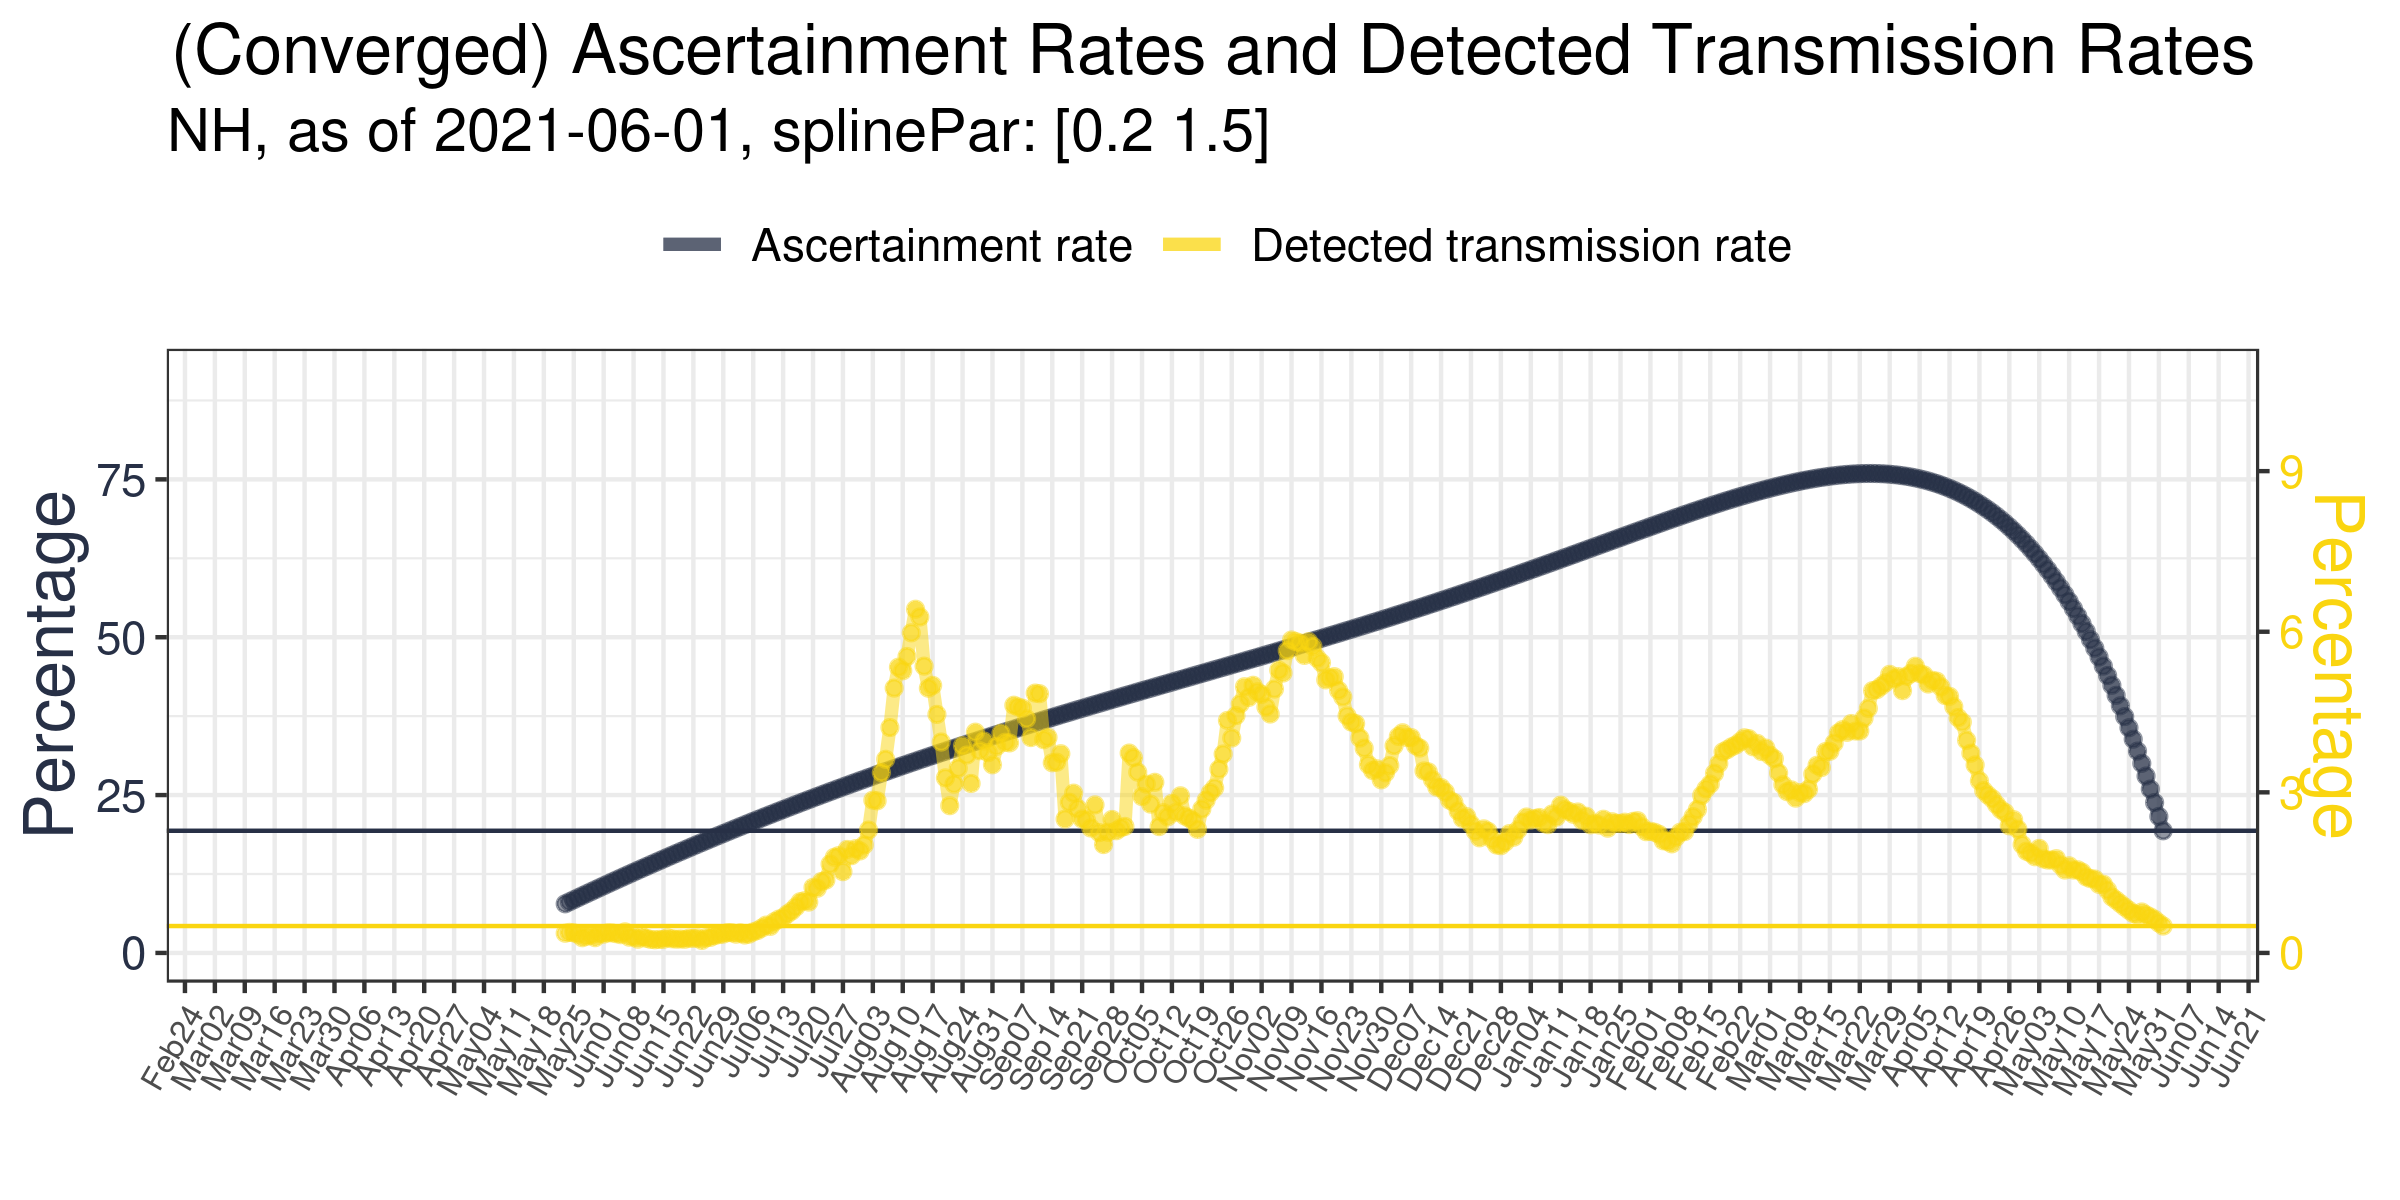 (Converged) Ascertainment Rates and Detected Transmission Rates
NH, as of 2021-06-01, splinePar: [0.2 1.5]
Ascertainment rate Detected transmission rate
Percentage
75
50
25
0
9
6
3
0
Percentage
Feb24 Mar02 Mar09 Mar16 Mar23 Mar30 Apr06 Apr13 Apr20 Apr27 May04 May11 May18 May25 Jun01 Jun08 Jun15 Jun22 Jun29 Jul06 Jul13 Jul20 Jul27 Aug03 Aug10 Aug17 Aug24 Aug31 Sep07 Sep14 Sep21 Sep28 Oct05 Oct12 Oct19 Oct26 Nov02 Nov09 Nov16 Nov23 Nov30 Dec07 Dec14 Dec21 Dec28 Jan04 Jan11 Jan18 Jan25 Feb01 Feb08 Feb15 Feb22 Mar01 Mar08 Mar15 Mar22 Mar29 Apr05 Apr12 Apr19 Apr26 May03 May10 May17 May24 May31 Jun07 Jun14 Jun21